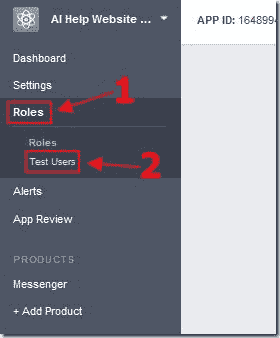 AI Help Website ...
APP ID: 1648994
Dashboard
Settings
Roles
1
Roles
Test Users
2
Alerts
App Review
PRODUCTS
Messenger
+ Add Product